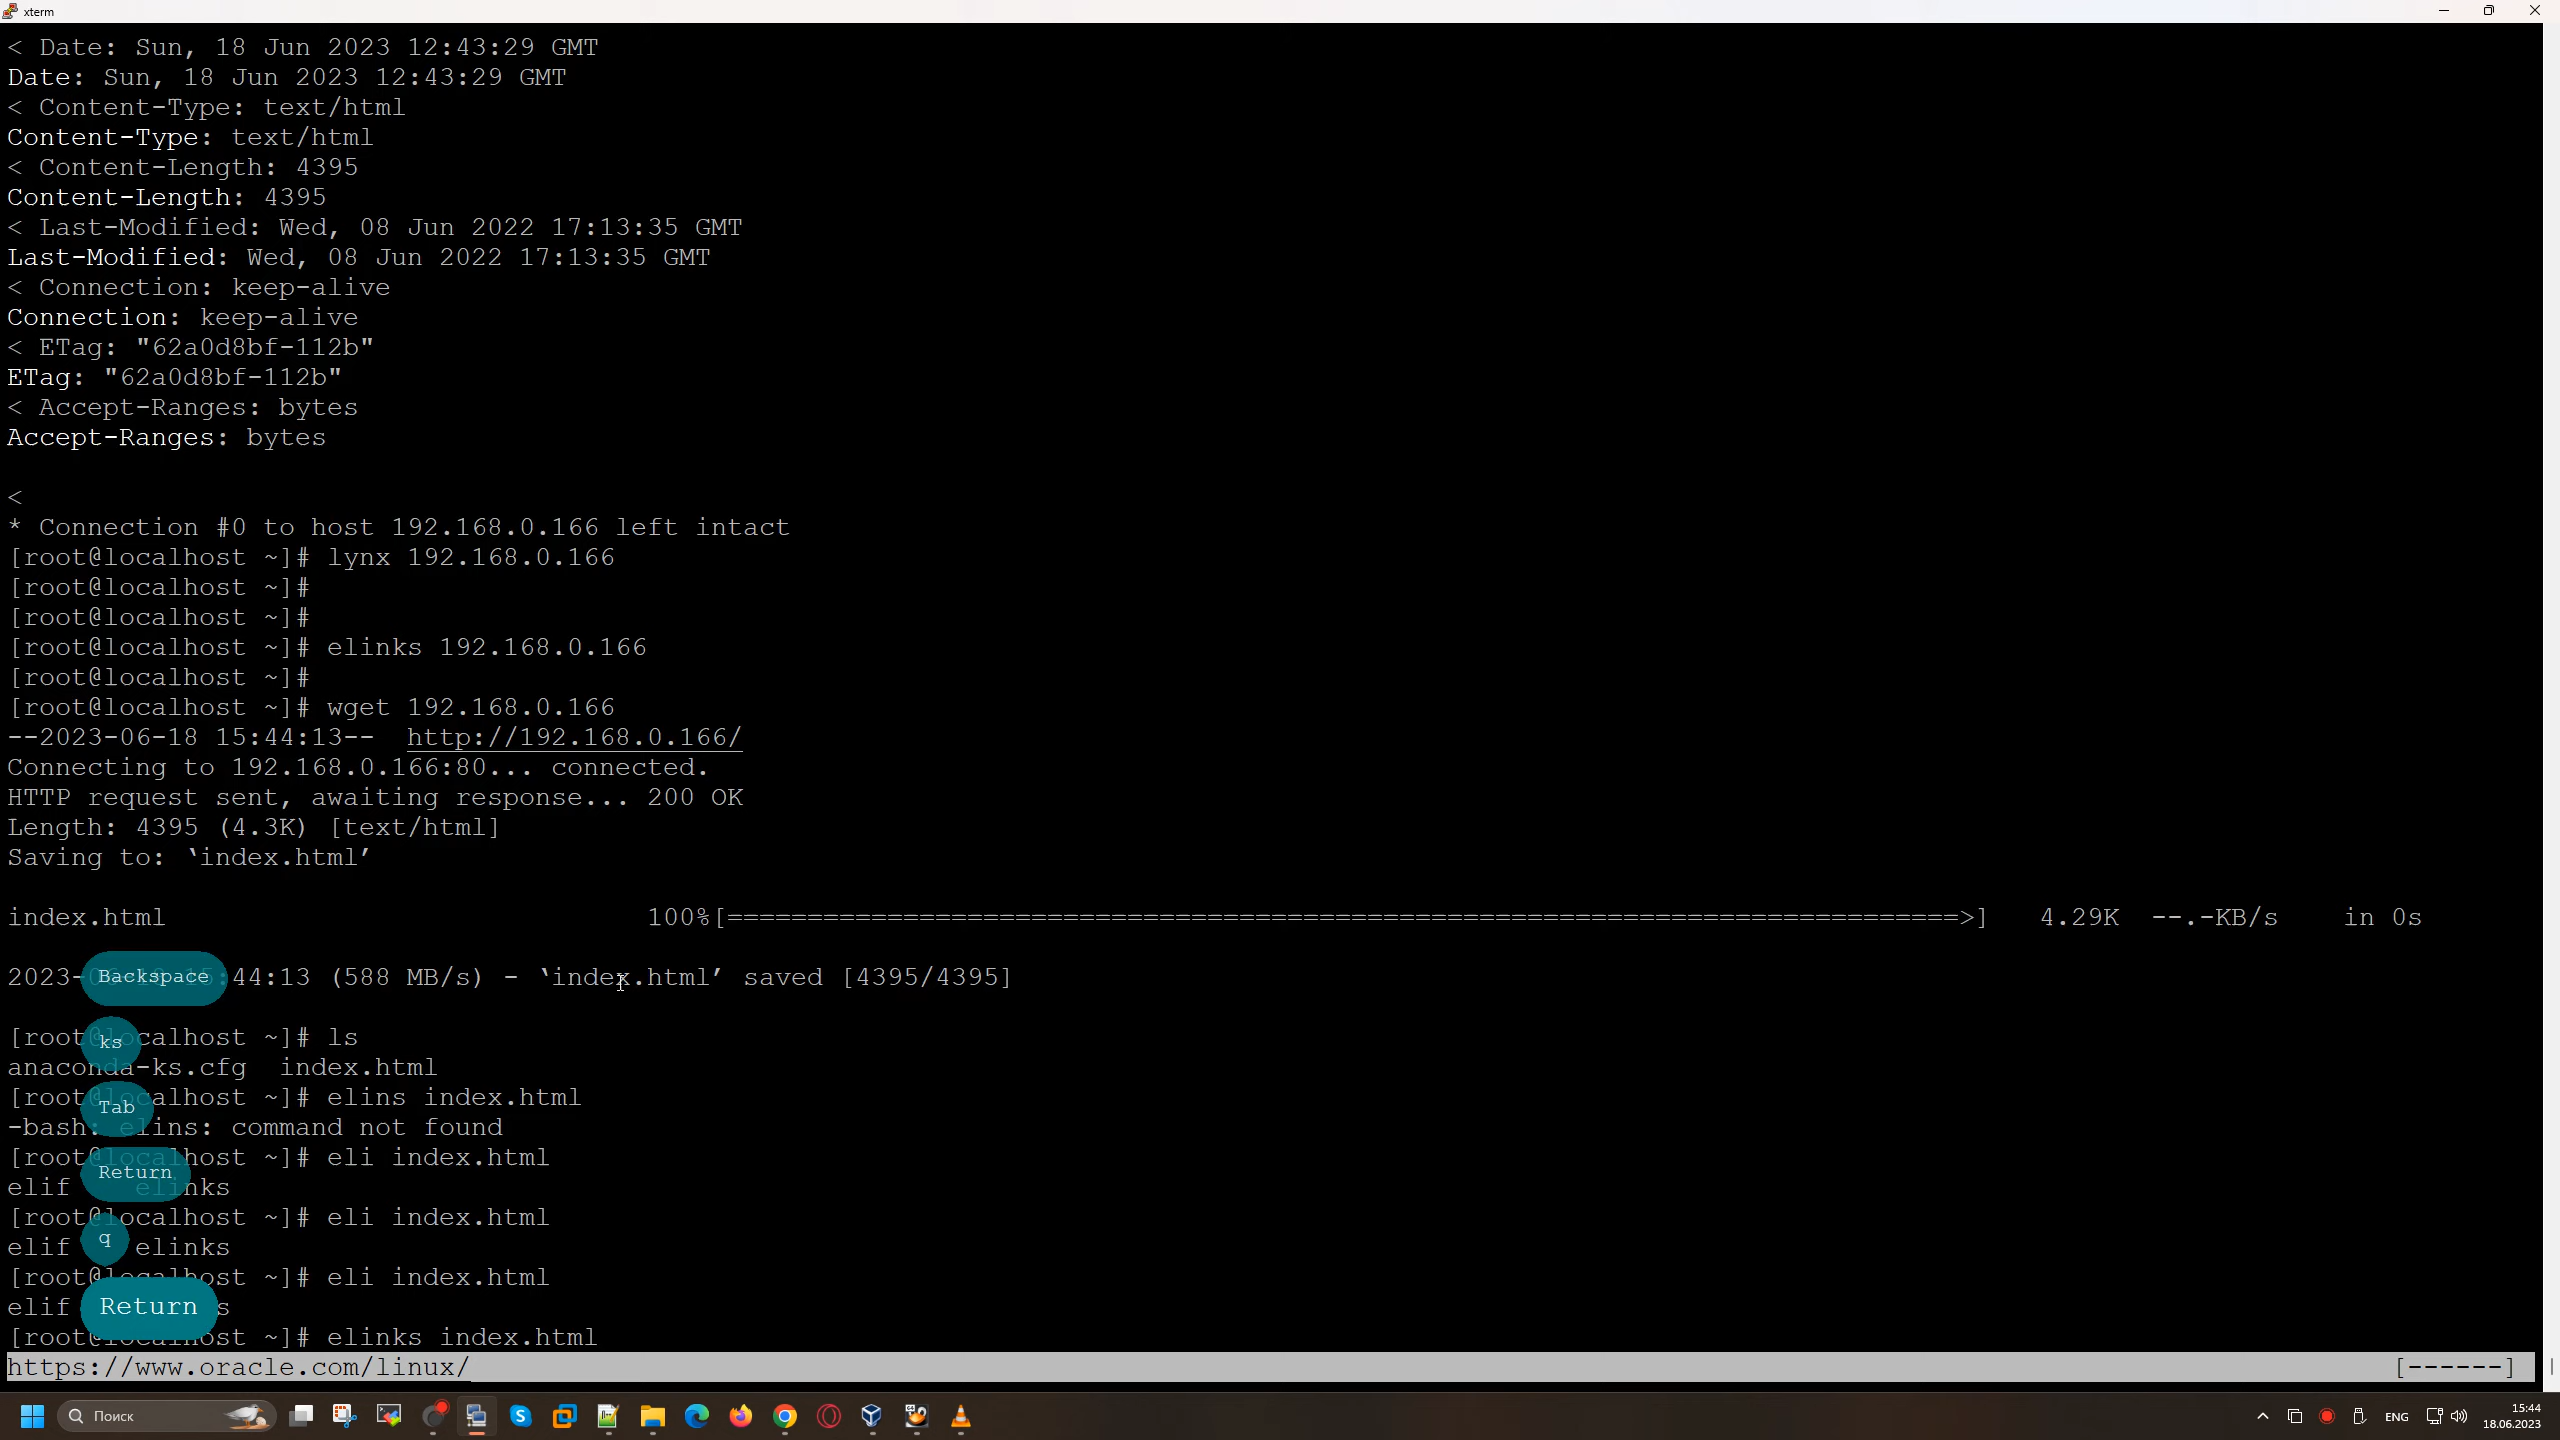 xterm
< Date: Sun, 18 Jun 2023 12:43:29 GMT
Date: Sun, 18 Jun 2023 12:43:29 GMT
< Content-Type: text/html
Content-Type: text/html
< Content-Length: 4395
Content-Length: 4395
< Last-Modified: Wed, 08 Jun 2022 17:13:35 GMT
Last-Modified: Wed, 08 Jun 2022 17:13:35 GMT
< Connection: keep-alive
Connection: keep-alive
< ETag: "62a0d8bf-112b"
ETag: "62a0d8bf-112b"
< Accept-Ranges: bytes
Accept-Ranges: bytes
<
* Connection #0 to host 192.168.0.166 left intact
[root@localhost ~]# lynx 192.168.0.166
[root@localhost ~]#
[root@localhost ~]#
[root@localhost ~]# elinks 192.168.0.166
[root@localhost ~]#
[root@localhost ~]# wget 192.168.0.166
--2023-06-18 15:44:13--  http://192.168.0.166/
Connecting to 192.168.0.166:80... connected.
HTTP request sent, awaiting response... 200 OK
Length: 4395 (4.3K) [text/html]
Saving to: ‘index.html’
index.html 100%[=============================================================================>] 4.29K --.-KB/s in 0s
2023-06-18 15:44:13 (588 MB/s) - ‘index.html’ saved [4395/4395]
Backspace
[root@localhost ~]# ls
ks
anaconda-ks.cfg  index.html
[root@localhost ~]# elins index.html
Tab
-bash: elins: command not found
[root@localhost ~]# eli index.html
Return
elif elinks
[root@localhost ~]# eli index.html
q
elif elinks
[root@localhost ~]# eli index.html
Return
elif elinks
[root@localhost ~]# elinks index.html
https://www.oracle.com/linux/ [------]
Поиск
ENG
15:44
18.06.2023